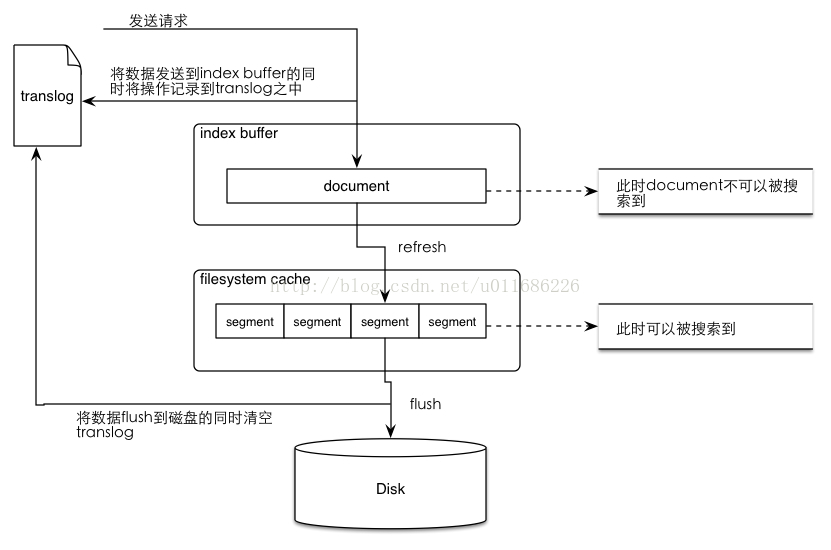 发送请求
将数据发送到index buffer的同
时将操作记录到translog之中
translog
index buffer
document
此时document不可以被搜
索到
refresh
filesystem cache
http://blog.csdn.net/u011686226
segment segment segment segment
此时可以被搜索到
flush
将数据flush到磁盘的同时清空
translog
Disk